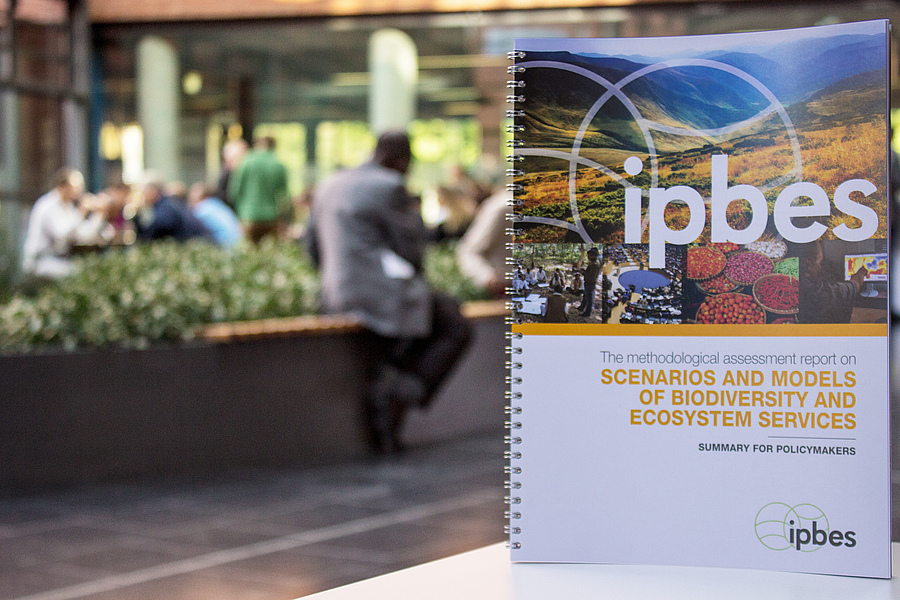 ipbes
The methodological assessment report on
SCENARIOS AND MODELS
OF BIODIVERSITY AND
ECOSYSTEM SERVICES
SUMMARY FOR POLICYMAKERS
ipbes